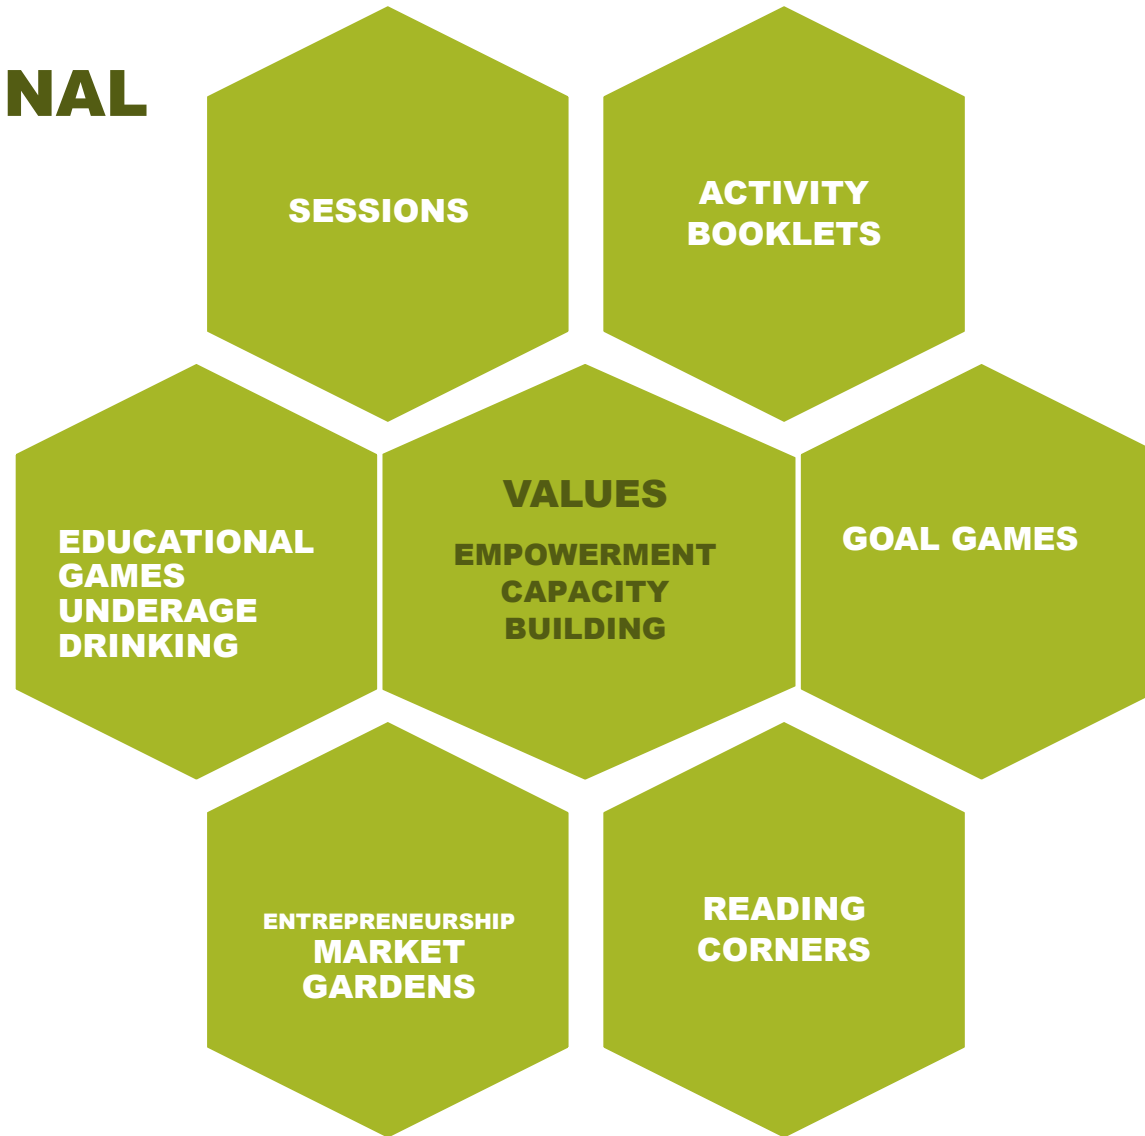 NAL
SESSIONS
ACTIVITY
BOOKLETS
EDUCATIONAL
GAMES
UNDERAGE
DRINKING
VALUES
EMPOWERMENT
CAPACITY
BUILDING
GOAL GAMES
ENTREPRENEURSHIP
MARKET
GARDENS
READING
CORNERS